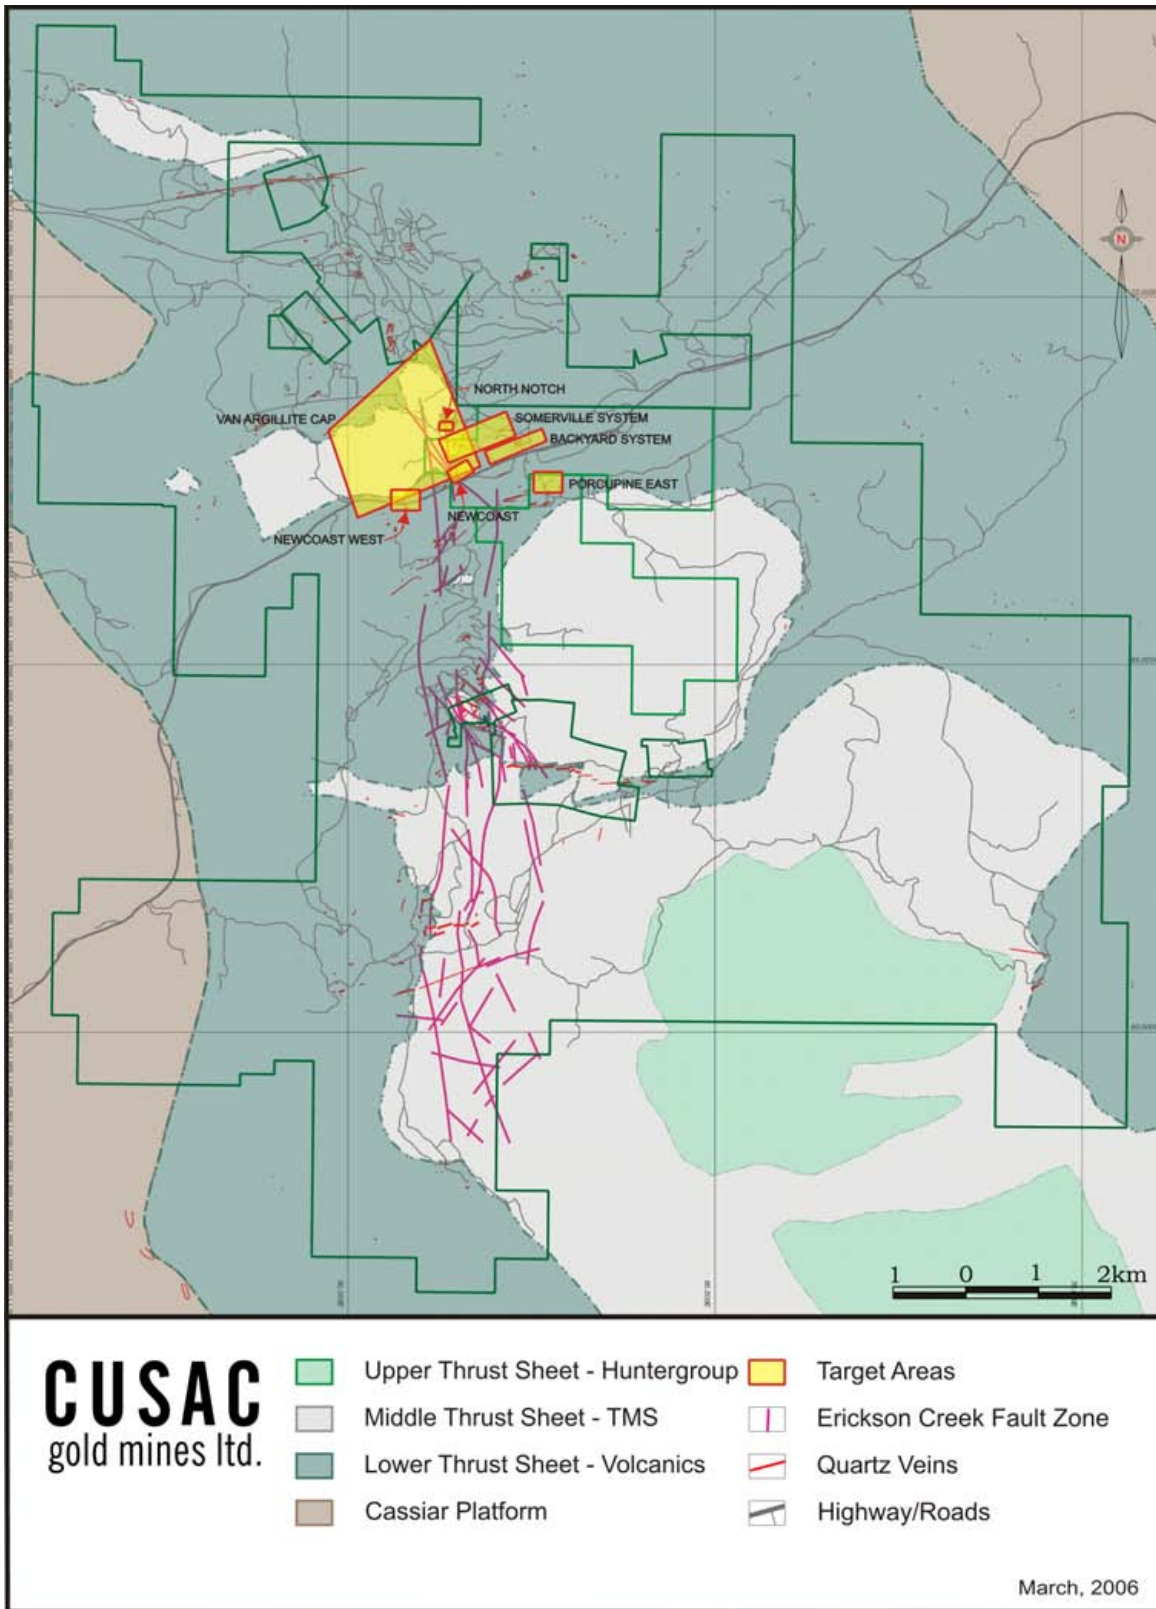 N
NORTH NOTCH
VAN ARGILLITE CAP
SOMERVILLE SYSTEM
BACKYARD SYSTEM
PORCUPINE EAST
NEWCOAST
NEWCOAST WEST
1 0 1 2km
CUSAC
gold mines ltd.
Upper Thrust Sheet - Huntergroup
Middle Thrust Sheet - TMS
Lower Thrust Sheet - Volcanics
Cassiar Platform
Target Areas
Erickson Creek Fault Zone
Quartz Veins
Highway/Roads
March, 2006